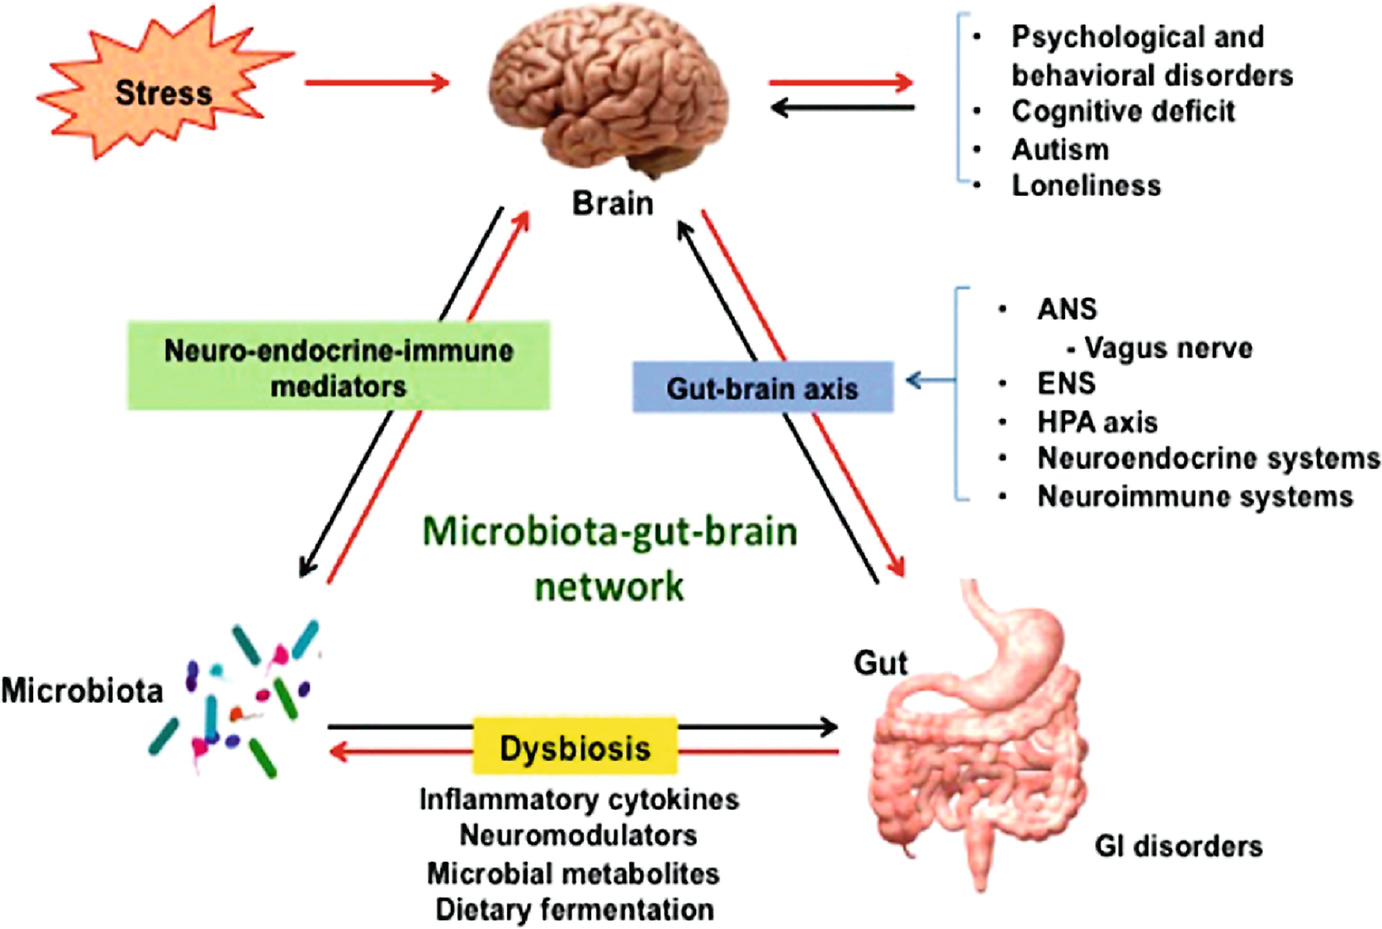 Stress
• Psychological and
behavioral disorders
• Cognitive deficit
• Autism
• Loneliness
Brain
Neuro-endocrine-immune
mediators
Gut-brain axis
• ANS
- Vagus nerve
• ENS
• HPA axis
• Neuroendocrine systems
• Neuroimmune systems
Microbiota-gut-brain
network
Microbiota
Gut
Dysbiosis
Inflammatory cytokines
Neuromodulators
Microbial metabolites
Dietary fermentation
GI disorders